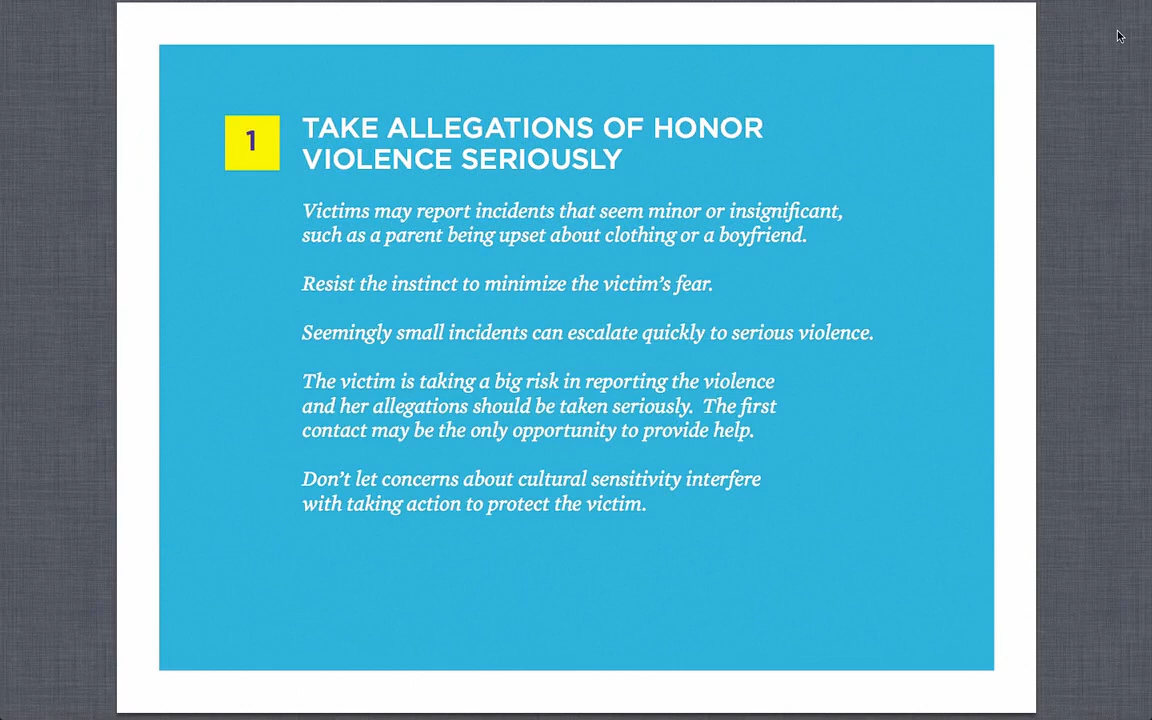 1
TAKE ALLEGATIONS OF HONOR
VIOLENCE SERIOUSLY
Victims may report incidents that seem minor or insignificant,
such as a parent being upset about clothing or a boyfriend.
Resist the instinct to minimize the victim’s fear.
Seemingly small incidents can escalate quickly to serious violence.
The victim is taking a big risk in reporting the violence
and her allegations should be taken seriously.  The first
contact may be the only opportunity to provide help.
Don’t let concerns about cultural sensitivity interfere
with taking action to protect the victim.